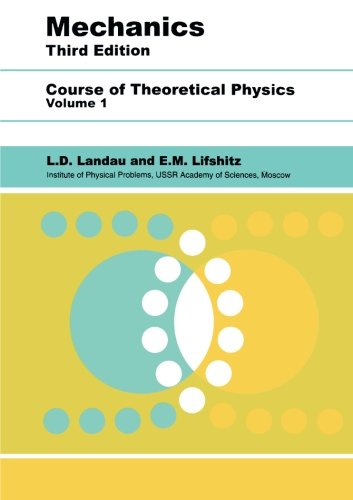 Mechanics
Third Edition
Course of Theoretical Physics
Volume 1
L.D. Landau and E.M. Lifshitz
Institute of Physical Problems, USSR Academy of Sciences, Moscow